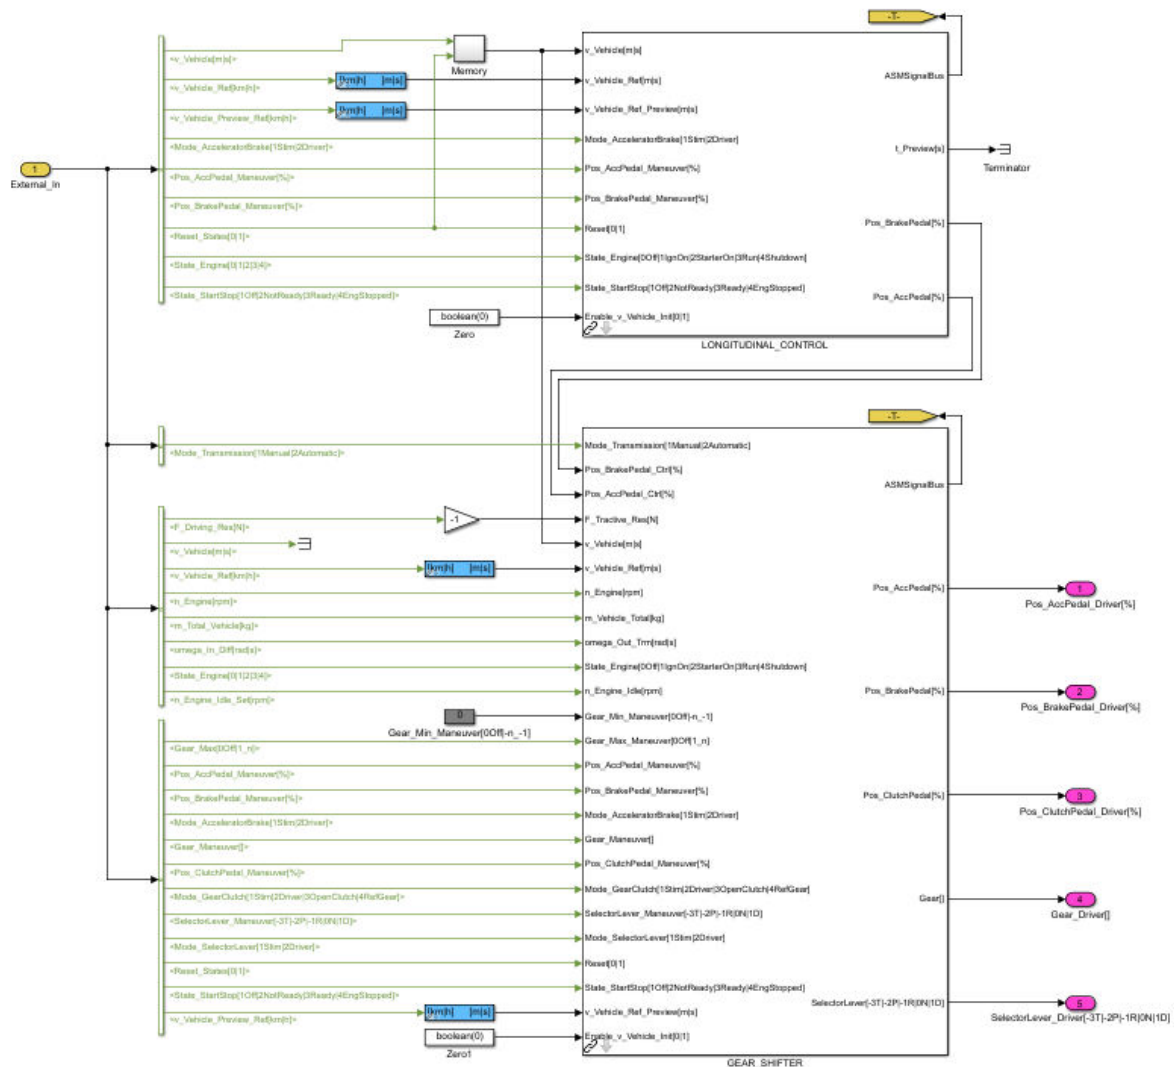 -T-
<v_Vehicle[m|s]>
Memory
v_Vehicle[m|s]
ASMSignalBus
<v_Vehicle_Ref[km|h]>
[km|h] [m|s]
v_Vehicle_Ref[m|s]
<v_Vehicle_Preview_Ref[km|h]>
[km|h] [m|s]
v_Vehicle_Ref_Preview[m|s]
<Mode_AcceleratorBrake[1Stim|2Driver]>
Mode_AcceleratorBrake[1Stim|2Driver]
t_Preview[s]
Terminator
1
External_In
<Pos_AccPedal_Maneuver[%]>
Pos_AccPedal_Maneuver[%]
<Pos_BrakePedal_Maneuver[%]>
Pos_BrakePedal_Maneuver[%]
Pos_BrakePedal[%]
<Reset_States[0|1]>
Reset[0|1]
<State_Engine[0|1|2|3|4]>
State_Engine[0Off|1IgnOn|2StarterOn|3Run|4Shutdown]
<State_StartStop[1Off|2NotReady|3Ready|4EngStopped]>
State_StartStop[1Off|2NotReady|3Ready|4EngStopped]
Pos_AccPedal[%]
boolean(0)
Zero
Enable_v_Vehicle_Init[0|1]
LONGITUDINAL_CONTROL
-T-
<Mode_Transmission[1Manual|2Automatic]>
Mode_Transmission[1Manual|2Automatic]
Pos_BrakePedal_Ctrl[%]
ASMSignalBus
Pos_AccPedal_Ctrl[%]
<F_Driving_Res[N]>
-1
F_Tractive_Res[N]
<v_Vehicle[m|s]>
v_Vehicle[m|s]
<v_Vehicle_Ref[km|h]>
[km|h] [m|s]
v_Vehicle_Ref[m|s]
<n_Engine[rpm]>
n_Engine[rpm]
Pos_AccPedal[%]
1
Pos_AccPedal_Driver[%]
<m_Total_Vehicle[kg]>
m_Vehicle_Total[kg]
<omega_In_Diff[rad|s]>
omega_Out_Trm[rad|s]
<State_Engine[0|1|2|3|4]>
State_Engine[0Off|1IgnOn|2StarterOn|3Run|4Shutdown]
<n_Engine_Idle_Set[rpm]>
n_Engine_Idle[rpm]
Pos_BrakePedal[%]
2
Pos_BrakePedal_Driver[%]
0
Gear_Min_Maneuver[0Off|-n_-1]
Gear_Min_Maneuver[0Off|-n_-1]
<Gear_Max[0Off|1_n]>
Gear_Max_Maneuver[0Off|1_n]
<Pos_AccPedal_Maneuver[%]>
Pos_AccPedal_Maneuver[%]
<Pos_BrakePedal_Maneuver[%]>
Pos_BrakePedal_Maneuver[%]
Pos_ClutchPedal[%]
3
Pos_ClutchPedal_Driver[%]
<Mode_AcceleratorBrake[1Stim|2Driver]>
Mode_AcceleratorBrake[1Stim|2Driver]
<Gear_Maneuver[]>
Gear_Maneuver[]
<Pos_ClutchPedal_Maneuver[%]>
Pos_ClutchPedal_Maneuver[%]
<Mode_GearClutch[1Stim|2Driver|3OpenClutch|4RefGear]>
Mode_GearClutch[1Stim|2Driver|3OpenClutch|4RefGear]
Gear[]
4
Gear_Driver[]
<SelectorLever_Maneuver[-3T|-2P|-1R|0N|1D]>
SelectorLever_Maneuver[-3T|-2P|-1R|0N|1D]
<Mode_SelectorLever[1Stim|2Driver]>
Mode_SelectorLever[1Stim|2Driver]
<Reset_States[0|1]>
Reset[0|1]
<State_StartStop[1Off|2NotReady|3Ready|4EngStopped]>
State_StartStop[1Off|2NotReady|3Ready|4EngStopped]
SelectorLever[-3T|-2P|-1R|0N|1D]
5
SelectorLever_Driver[-3T|-2P|-1R|0N|1D]
<v_Vehicle_Preview_Ref[km|h]>
[km|h] [m|s]
v_Vehicle_Ref_Preview[m|s]
boolean(0)
Zero1
Enable_v_Vehicle_Init[0|1]
GEAR_SHIFTER